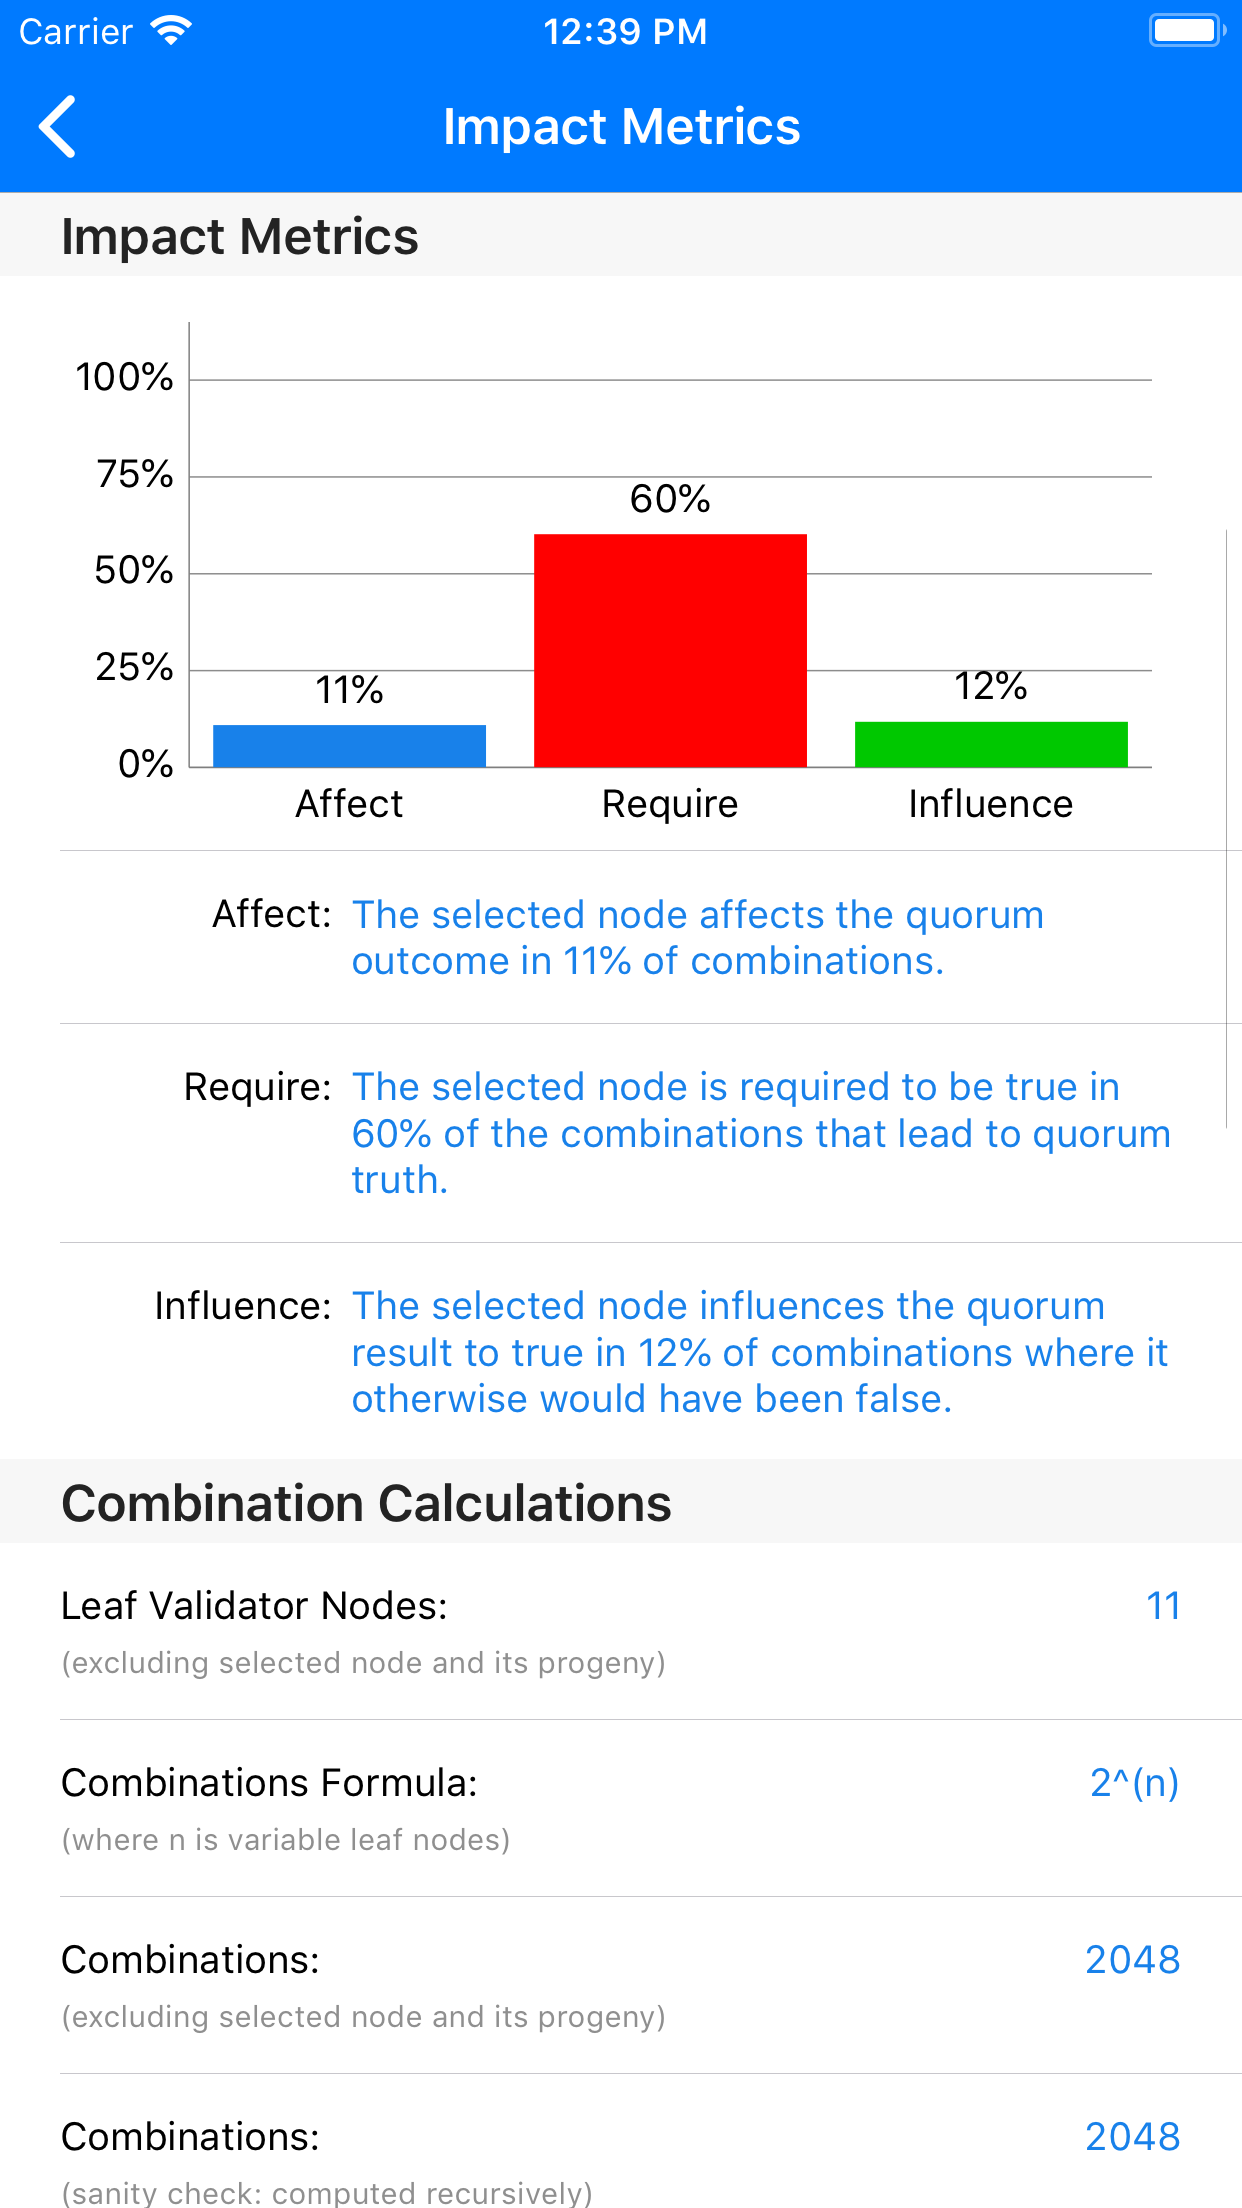 Carrier 12:39 PM
Impact Metrics
Impact Metrics
100%
75%
50%
25%
0%
11%
60%
12%
Affect Require Influence
Affect: The selected node affects the quorum
outcome in 11% of combinations.
Require: The selected node is required to be true in
60% of the combinations that lead to quorum
truth.
Influence: The selected node influences the quorum
result to true in 12% of combinations where it
otherwise would have been false.
Combination Calculations
Leaf Validator Nodes: 11
(excluding selected node and its progeny)
Combinations Formula: 2^(n)
(where n is variable leaf nodes)
Combinations: 2048
(excluding selected node and its progeny)
Combinations: 2048
(sanity check: computed recursively)